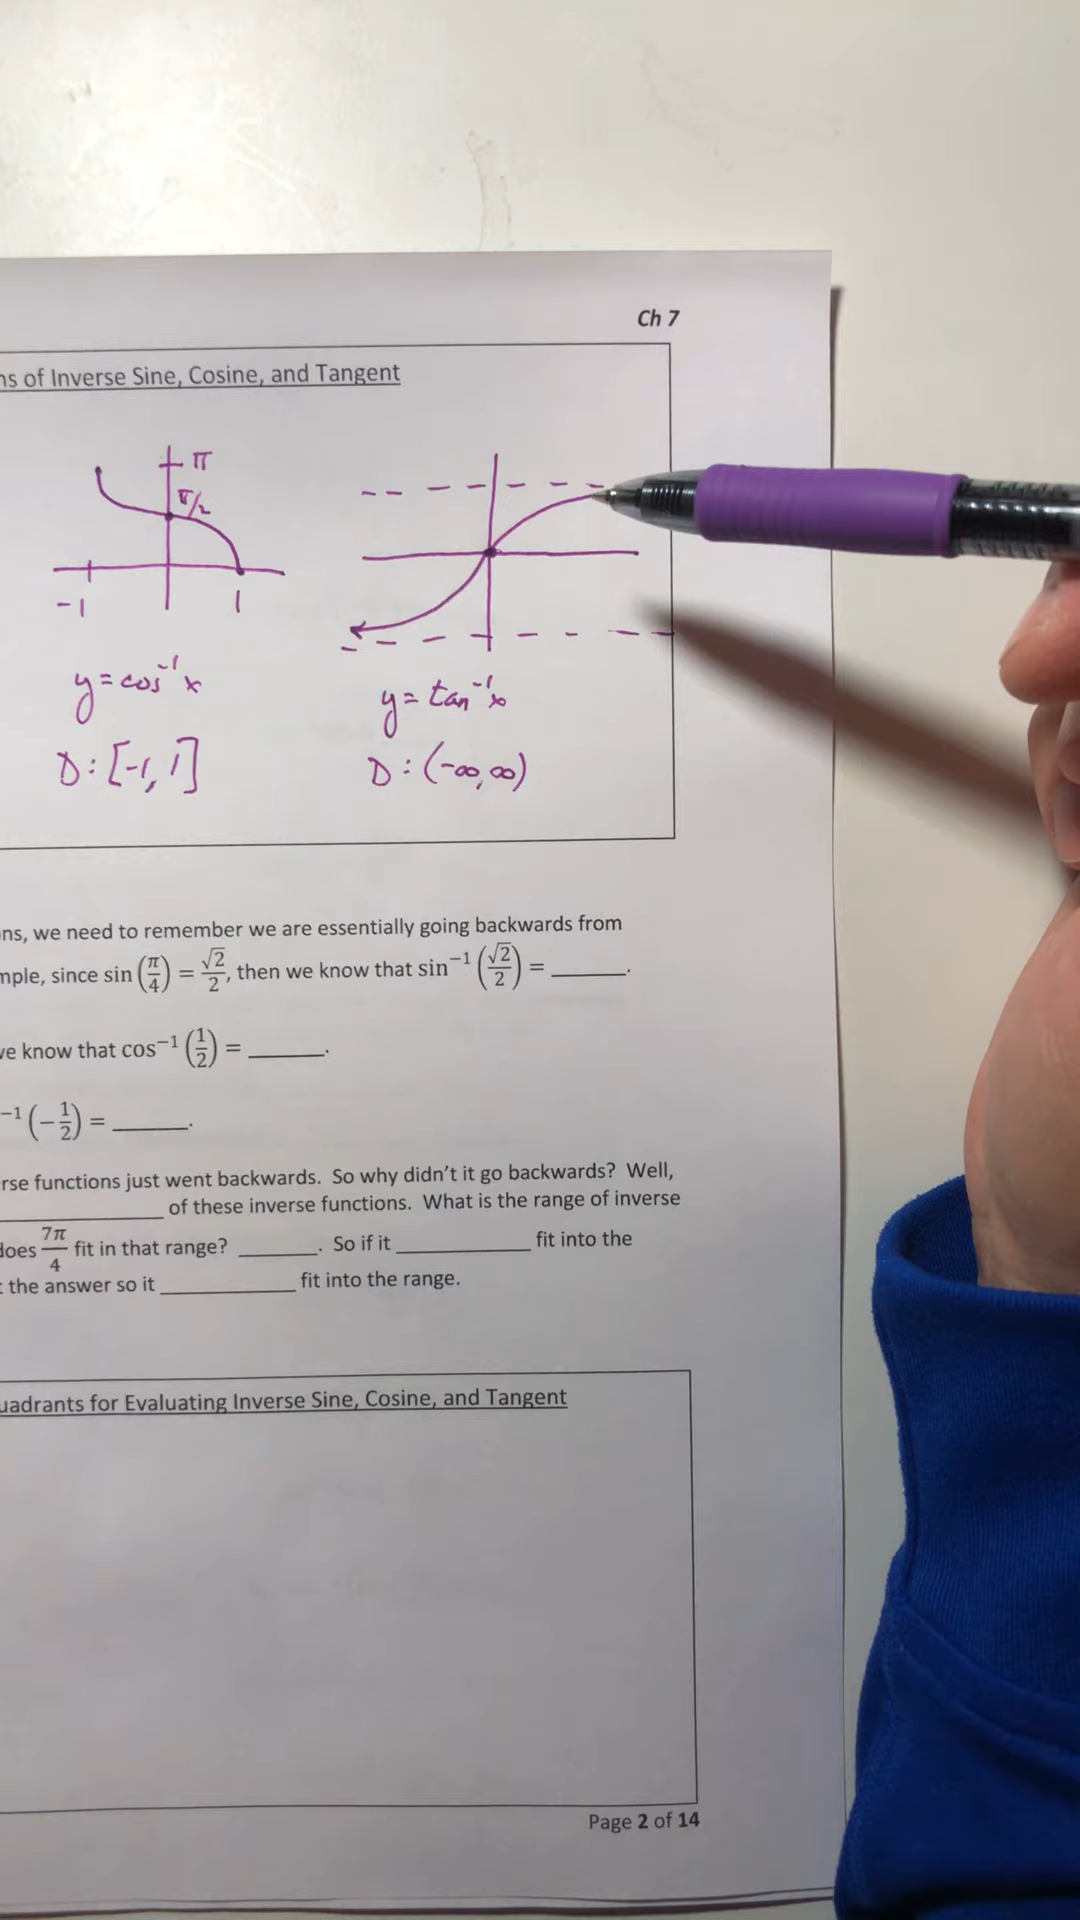 Ch 7
ns of Inverse Sine, Cosine, and Tangent
π
π/2
-1
1
y = cos⁻¹ x
D : [-1, 1]
y = tan⁻¹ x
D : (-∞, ∞)
ns, we need to remember we are essentially going backwards from
mple, since sin (π/4) = √2/2, then we know that sin⁻¹ (√2/2) = ______.
ve know that cos⁻¹ (1/2) = ______.
⁻¹ (−1/2) = ______.
rse functions just went backwards. So why didn't it go backwards? Well,
____________ of these inverse functions. What is the range of inverse
does 7π/4 fit in that range? ______. So if it __________ fit into the
the answer so it __________ fit into the range.
uadrants for Evaluating Inverse Sine, Cosine, and Tangent
Page 2 of 14